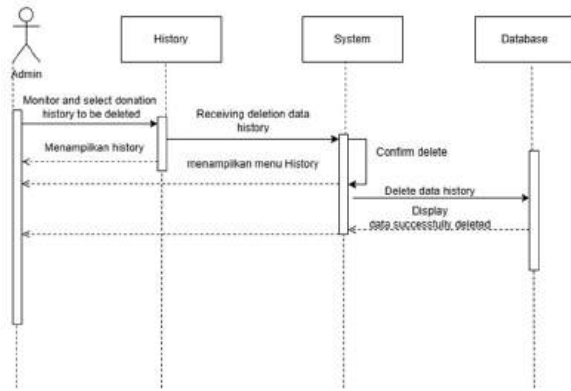 History
System
Database
Admin
Monitor and select donation
history to be deleted
Receiving deletion data
history
Menampilkan history
menampilkan menu History
Confirm delete
Delete data history
Display
data successfully deleted